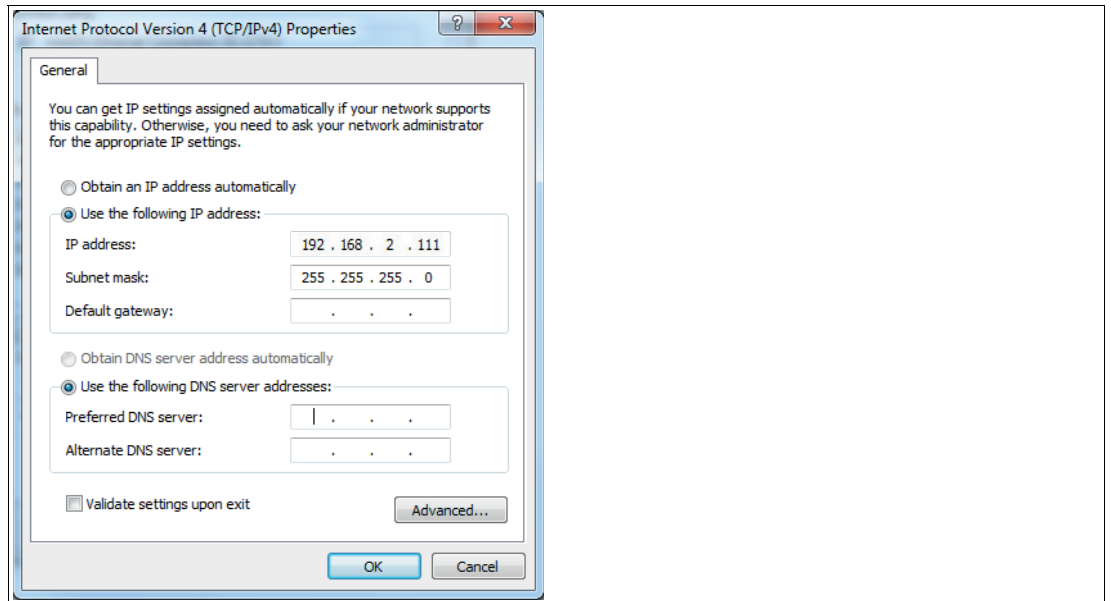 Internet Protocol Version 4 (TCP/IPv4) Properties
General
You can get IP settings assigned automatically if your network supports
this capability. Otherwise, you need to ask your network administrator
for the appropriate IP settings.
Obtain an IP address automatically
Use the following IP address:
IP address: 192 . 168 . 2 . 111
Subnet mask: 255 . 255 . 255 . 0
Default gateway: . . .
Obtain DNS server address automatically
Use the following DNS server addresses:
Preferred DNS server: . . .
Alternate DNS server: . . .
Validate settings upon exit
Advanced...
OK Cancel